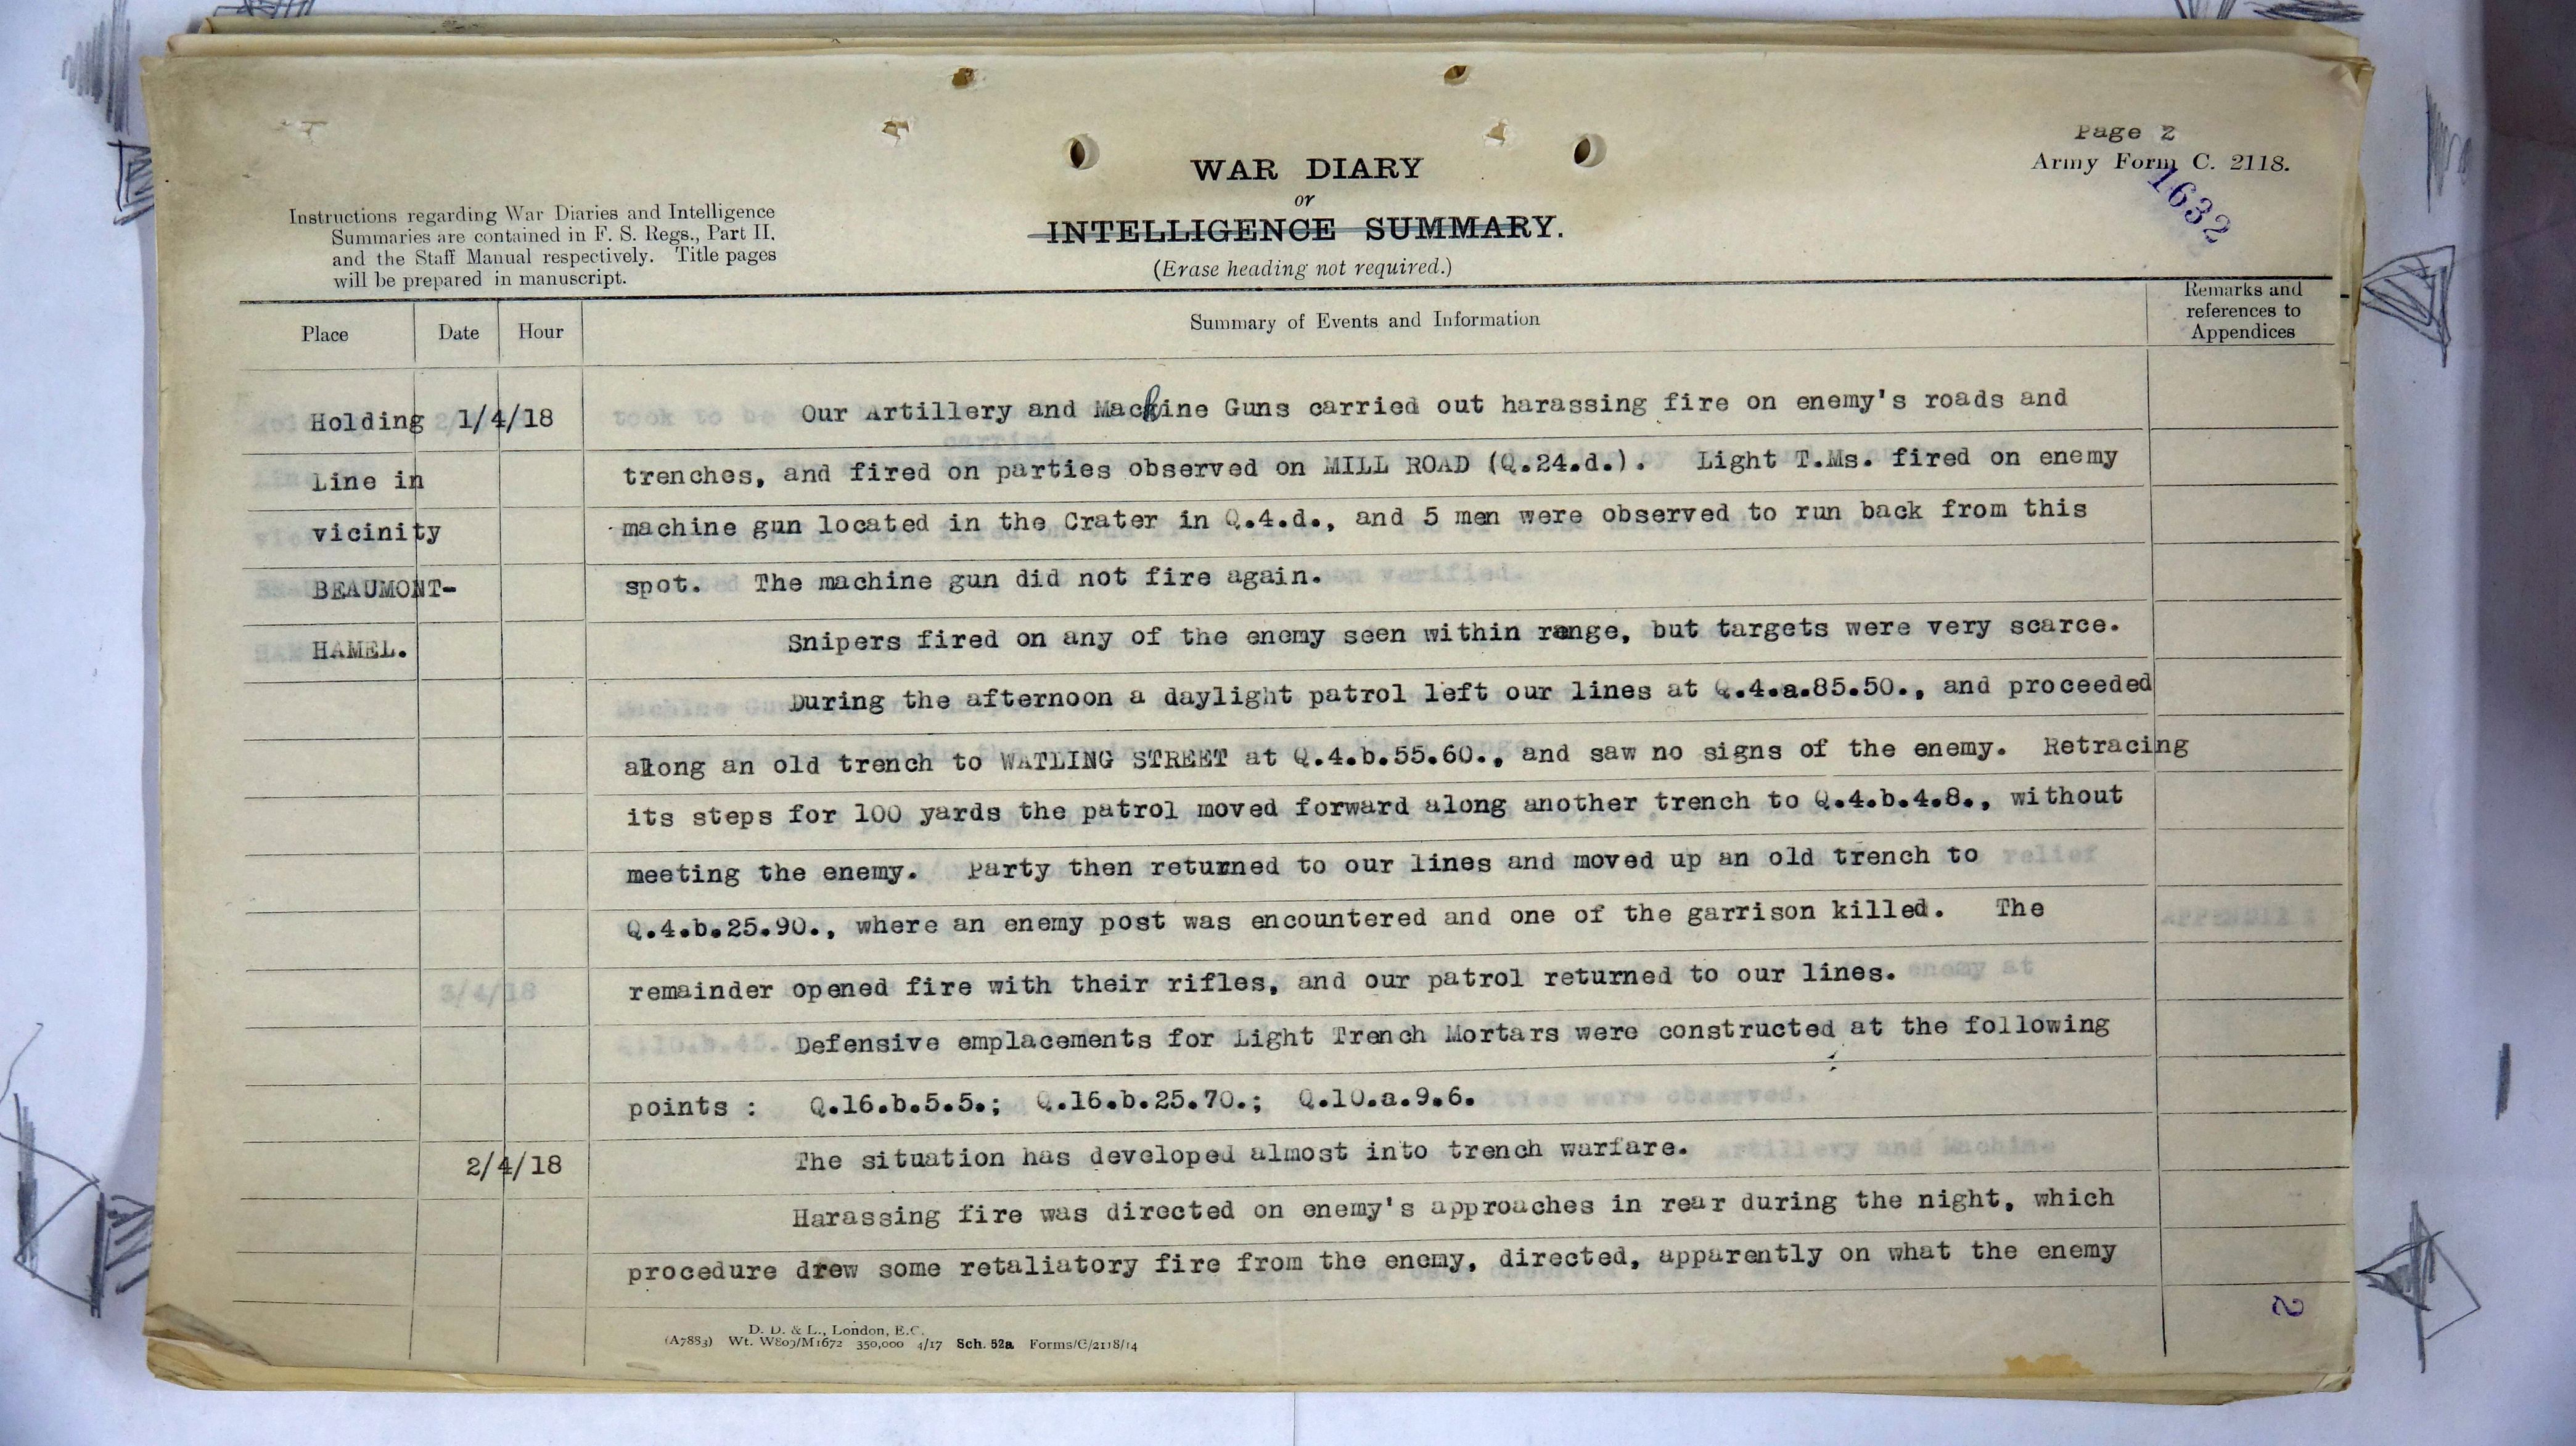 Page 2
Army Form C. 2118.
1632
WAR DIARY
or
INTELLIGENCE SUMMARY.
(Erase heading not required.)
Instructions regarding War Diaries and Intelligence
Summaries are contained in F. S. Regs., Part II.
and the Staff Manual respectively. Title pages
will be prepared in manuscript.
Place Date Hour Summary of Events and Information Remarks and
references to
Appendices
Holding 1/4/18 Our Artillery and Machine Guns carried out harassing fire on enemy's roads and
Line in trenches, and fired on parties observed on MILL ROAD (Q.24.d.). Light T.Ms. fired on enemy
vicinity machine gun located in the Crater in Q.4.d., and 5 men were observed to run back from this
BEAUMONT- spot. The machine gun did not fire again.
HAMEL. Snipers fired on any of the enemy seen within range, but targets were very scarce.
During the afternoon a daylight patrol left our lines at Q.4.a.85.50., and proceeded
along an old trench to WATLING STREET at Q.4.b.55.60., and saw no signs of the enemy. Retracing
its steps for 100 yards the patrol moved forward along another trench to Q.4.b.4.8., without
meeting the enemy. Party then returned to our lines and moved up an old trench to
Q.4.b.25.90., where an enemy post was encountered and one of the garrison killed. The
remainder opened fire with their rifles, and our patrol returned to our lines.
Defensive emplacements for Light Trench Mortars were constructed at the following
points : Q.16.b.5.5.; Q.16.b.25.70.; Q.10.a.9.6.
2/4/18 The situation has developed almost into trench warfare.
Harassing fire was directed on enemy's approaches in rear during the night, which
procedure drew some retaliatory fire from the enemy, directed, apparently on what the enemy
2
D. D. & L., London, E.C.
(A7883) Wt. W809/M1672 350,000 4/17 Sch. 52a Forms/C/2118/14